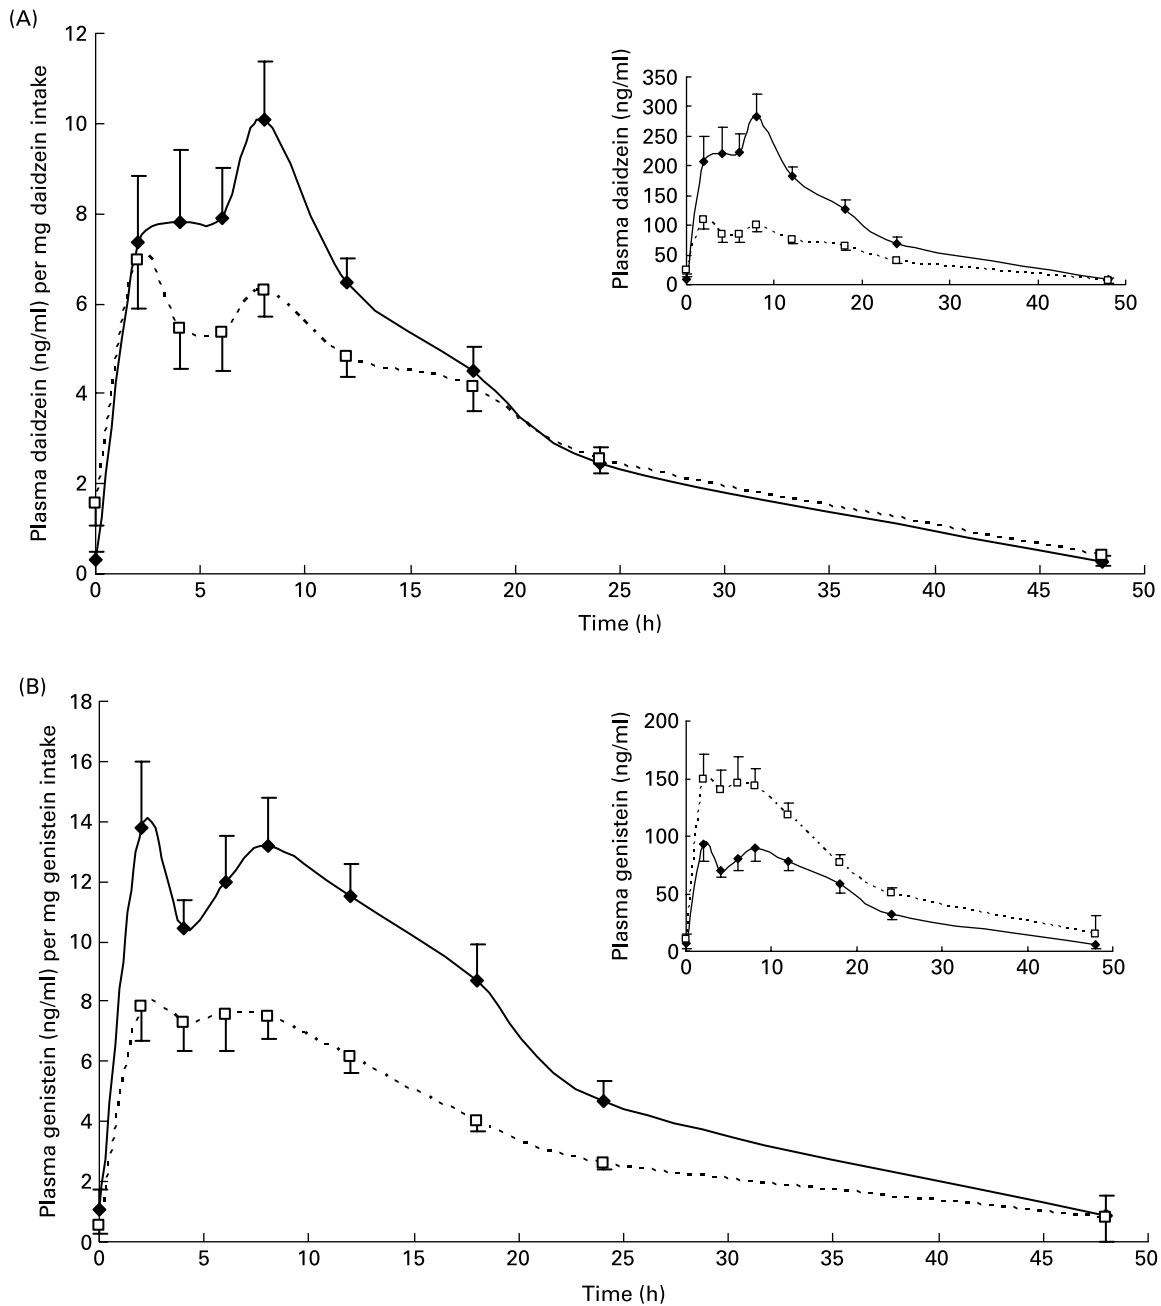 (A)
Plasma daidzein (ng/ml) per mg daidzein intake
12
10
8
6
4
2
0
0 5 10 15 20 25 30 35 40 45 50
Time (h)
Plasma daidzein (ng/ml)
350
300
250
200
150
100
50
0
0 10 20 30 40 50
(B)
Plasma genistein (ng/ml) per mg genistein intake
18
16
14
12
10
8
6
4
2
0
0 5 10 15 20 25 30 35 40 45 50
Time (h)
Plasma genistein (ng/ml)
200
150
100
50
0
0 10 20 30 40 50